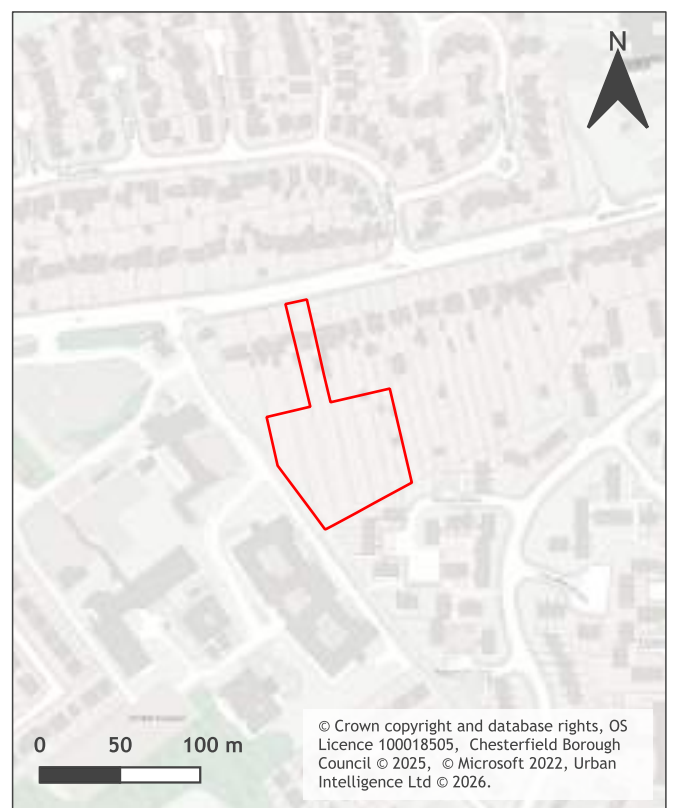 N
0 50 100 m
© Crown copyright and database rights, OS
Licence 100018505, Chesterfield Borough
Council © 2025, © Microsoft 2022, Urban
Intelligence Ltd © 2026.